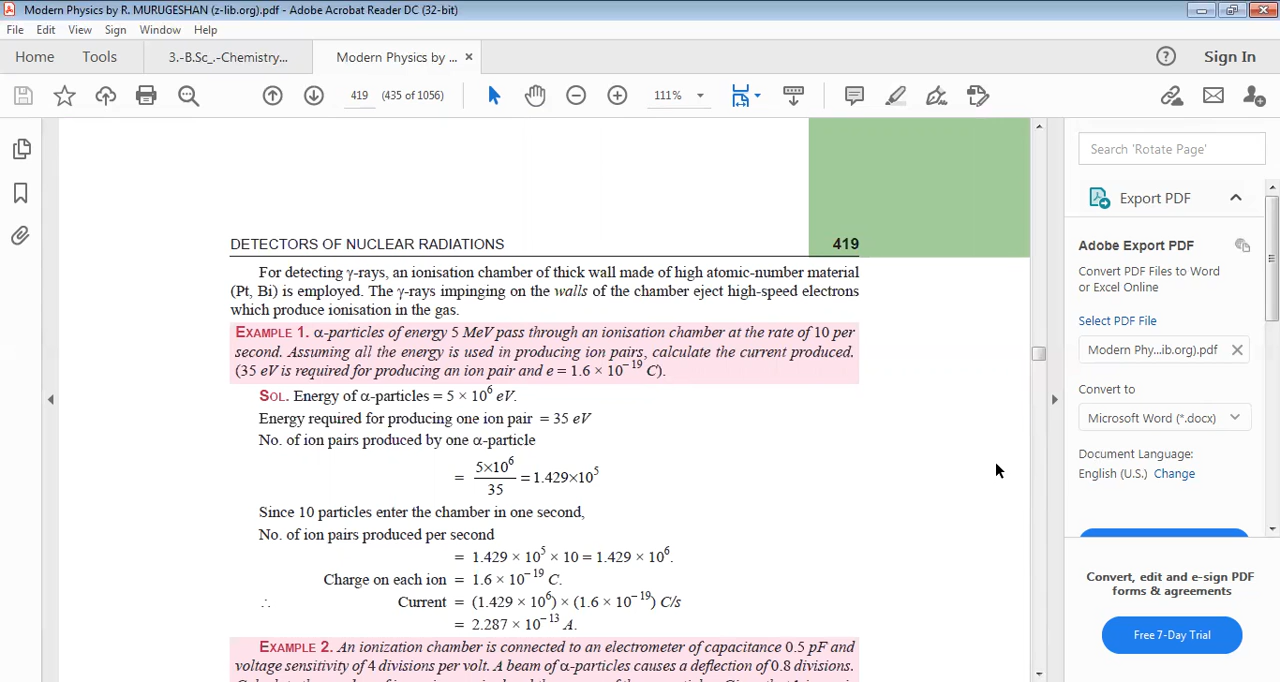 Modern Physics by R. MURUGESHAN (z-lib.org).pdf - Adobe Acrobat Reader DC (32-bit)
File Edit View Sign Window Help
Home Tools 3.-B.Sc_.-Chemistry... Modern Physics by ... ×
Sign In
419 (435 of 1056) 111%
Search 'Rotate Page'
Export PDF
Adobe Export PDF
Convert PDF Files to Word
or Excel Online
Select PDF File
Modern Phy...ib.org).pdf
Convert to
Microsoft Word (*.docx)
Document Language:
English (U.S.) Change
Convert, edit and e-sign PDF
forms & agreements
Free 7-Day Trial
DETECTORS OF NUCLEAR RADIATIONS 419
For detecting γ-rays, an ionisation chamber of thick wall made of high atomic-number material
(Pt, Bi) is employed. The γ-rays impinging on the walls of the chamber eject high-speed electrons
which produce ionisation in the gas.
EXAMPLE 1. α-particles of energy 5 MeV pass through an ionisation chamber at the rate of 10 per
second. Assuming all the energy is used in producing ion pairs, calculate the current produced.
(35 eV is required for producing an ion pair and e = 1.6 × 10⁻¹⁹ C).
SOL. Energy of α-particles = 5 × 10⁶ eV.
Energy required for producing one ion pair = 35 eV
No. of ion pairs produced by one α-particle
= 5×10⁶/35 = 1.429×10⁵
Since 10 particles enter the chamber in one second,
No. of ion pairs produced per second
= 1.429 × 10⁵ × 10 = 1.429 × 10⁶.
Charge on each ion = 1.6 × 10⁻¹⁹ C.
∴ Current = (1.429 × 10⁶) × (1.6 × 10⁻¹⁹) C/s
= 2.287 × 10⁻¹³ A.
EXAMPLE 2. An ionization chamber is connected to an electrometer of capacitance 0.5 pF and
voltage sensitivity of 4 divisions per volt. A beam of α-particles causes a deflection of 0.8 divisions.